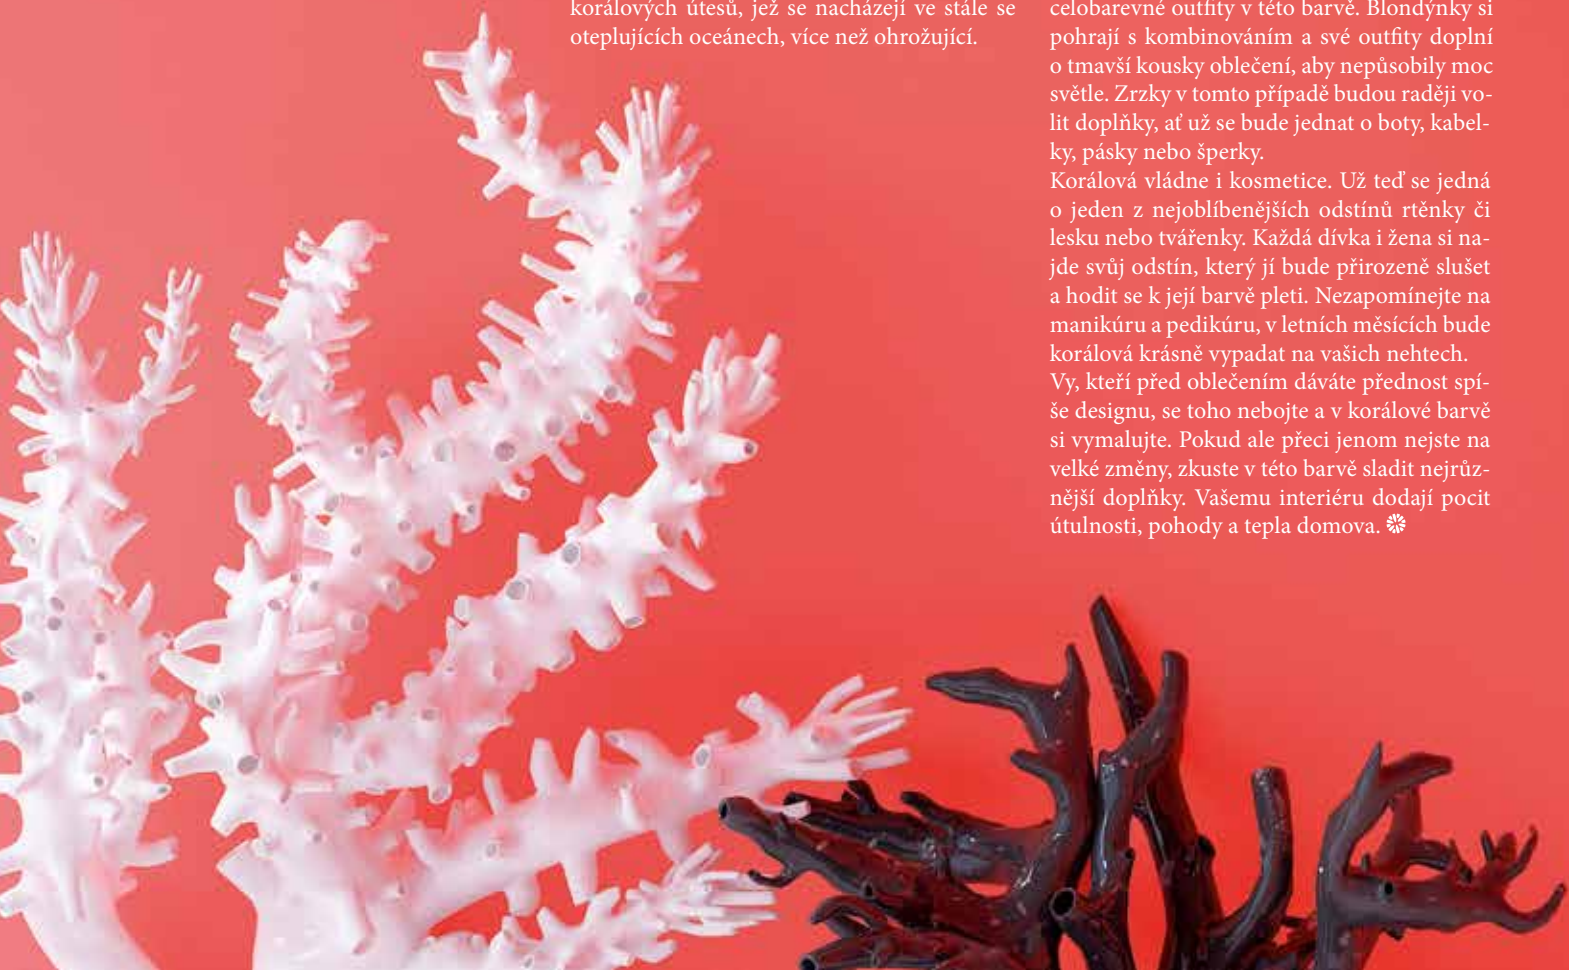 korálových útesů, jež se nacházejí ve stále se
oteplujících oceánech, více než ohrožující.
celobarevné outfity v této barvě. Blondýnky si
pohrají s kombinováním a své outfity doplní
o tmavší kousky oblečení, aby nepůsobily moc
světle. Zrzky v tomto případě budou raději vo-
lit doplňky, ať už se bude jednat o boty, kabel-
ky, pásky nebo šperky.
Korálová vládne i kosmetice. Už teď se jedná
o jeden z nejoblíbenějších odstínů rtěnky či
lesku nebo tvářenky. Každá dívka i žena si na-
jde svůj odstín, který jí bude přirozeně slušet
a hodit se k její barvě pleti. Nezapomínejte na
manikúru a pedikúru, v letních měsících bude
korálová krásně vypadat na vašich nehtech.
Vy, kteří před oblečením dáváte přednost spí-
še designu, se toho nebojte a v korálové barvě
si vymalujte. Pokud ale přeci jenom nejste na
velké změny, zkuste v této barvě sladit nejrůz-
nější doplňky. Vašemu interiéru dodají pocit
útulnosti, pohody a tepla domova.